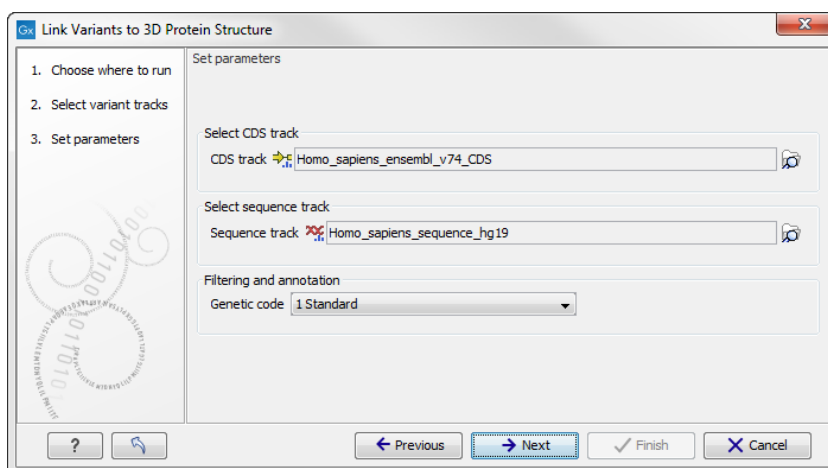 Gx Link Variants to 3D Protein Structure
X
1. Choose where to run
2. Select variant tracks
3. Set parameters
Set parameters
Select CDS track
CDS track Homo_sapiens_ensembl_v74_CDS
Select sequence track
Sequence track Homo_sapiens_sequence_hg19
Filtering and annotation
Genetic code 1 Standard
? Previous Next Finish Cancel